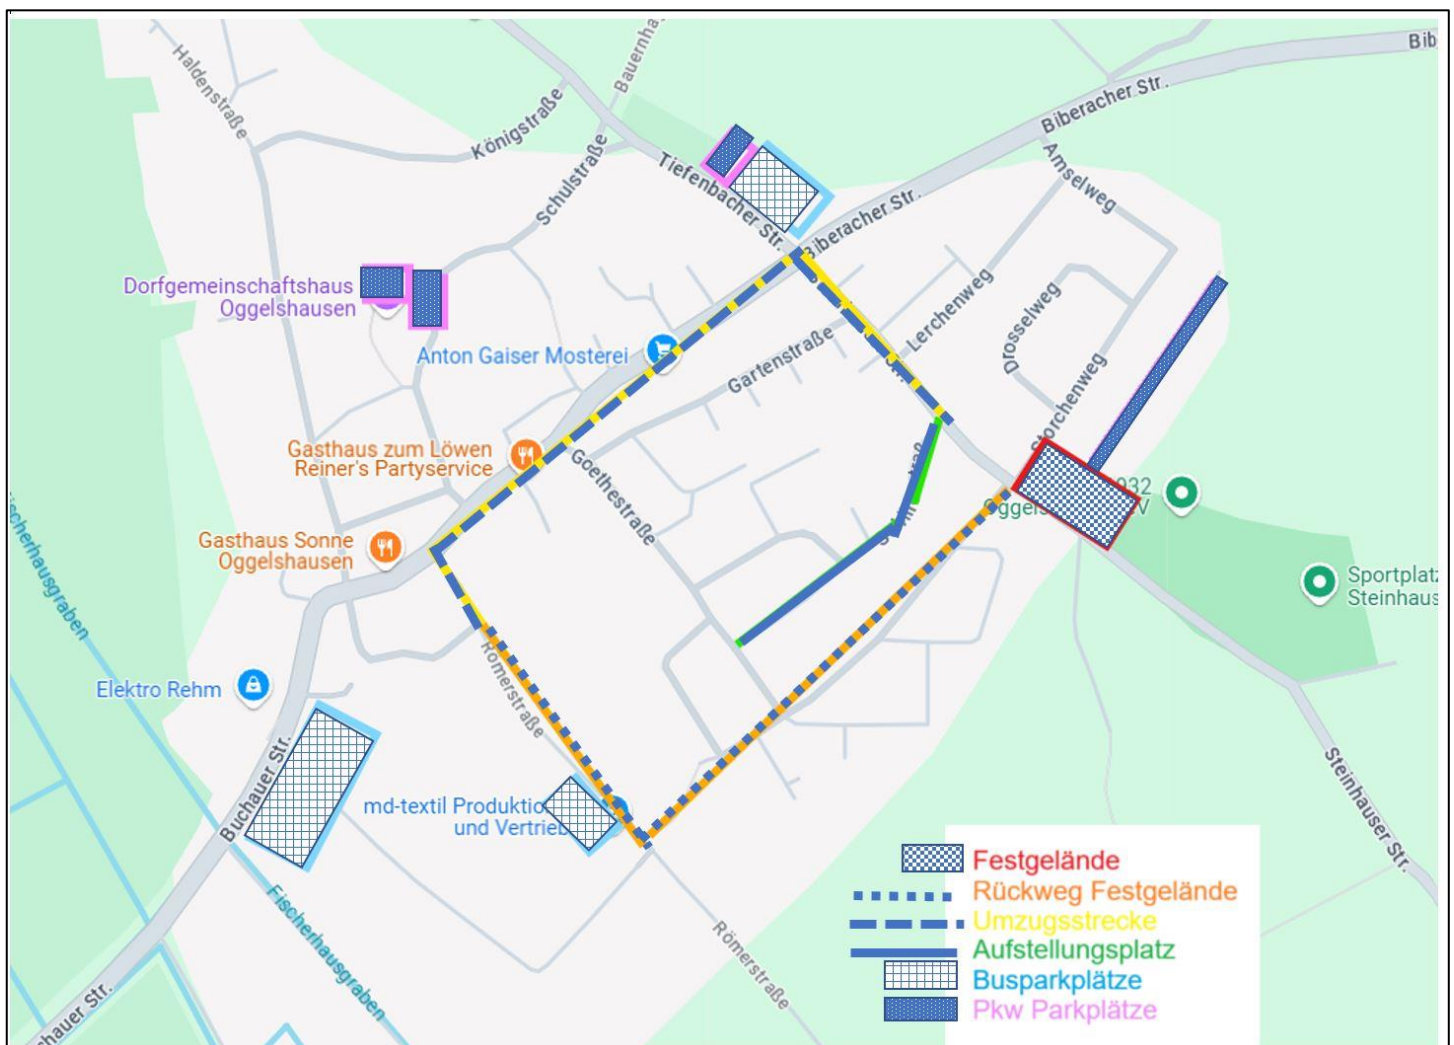 Bib
Haldenstraße
Königstraße
Bauernha
Schulstraße
Tiefenbacher Str.
Biberacher Str.
Biberacher Str.
Amselweg
Lerchenweg
Drosselweg
Storchenweg
Dorfgemeinschaftshaus
Oggelshausen
Anton Gaiser Mosterei
Gartenstraße
Gasthaus zum Löwen
Reiner's Partyservice
Goethestraße
Gasthaus Sonne
Oggelshausen
Sportplatz
Steinhaus
scherhausgraben
Elektro Rehm
Römerstraße
Buchauer Str.
md-textil Produktio
und Vertrieb
Steinhauser Str.
Fischerhausgraben
Römerstraße
chauer Str.
Festgelände
Rückweg Festgelände
Umzugsstrecke
Aufstellungsplatz
Busparkplätze
Pkw Parkplätze